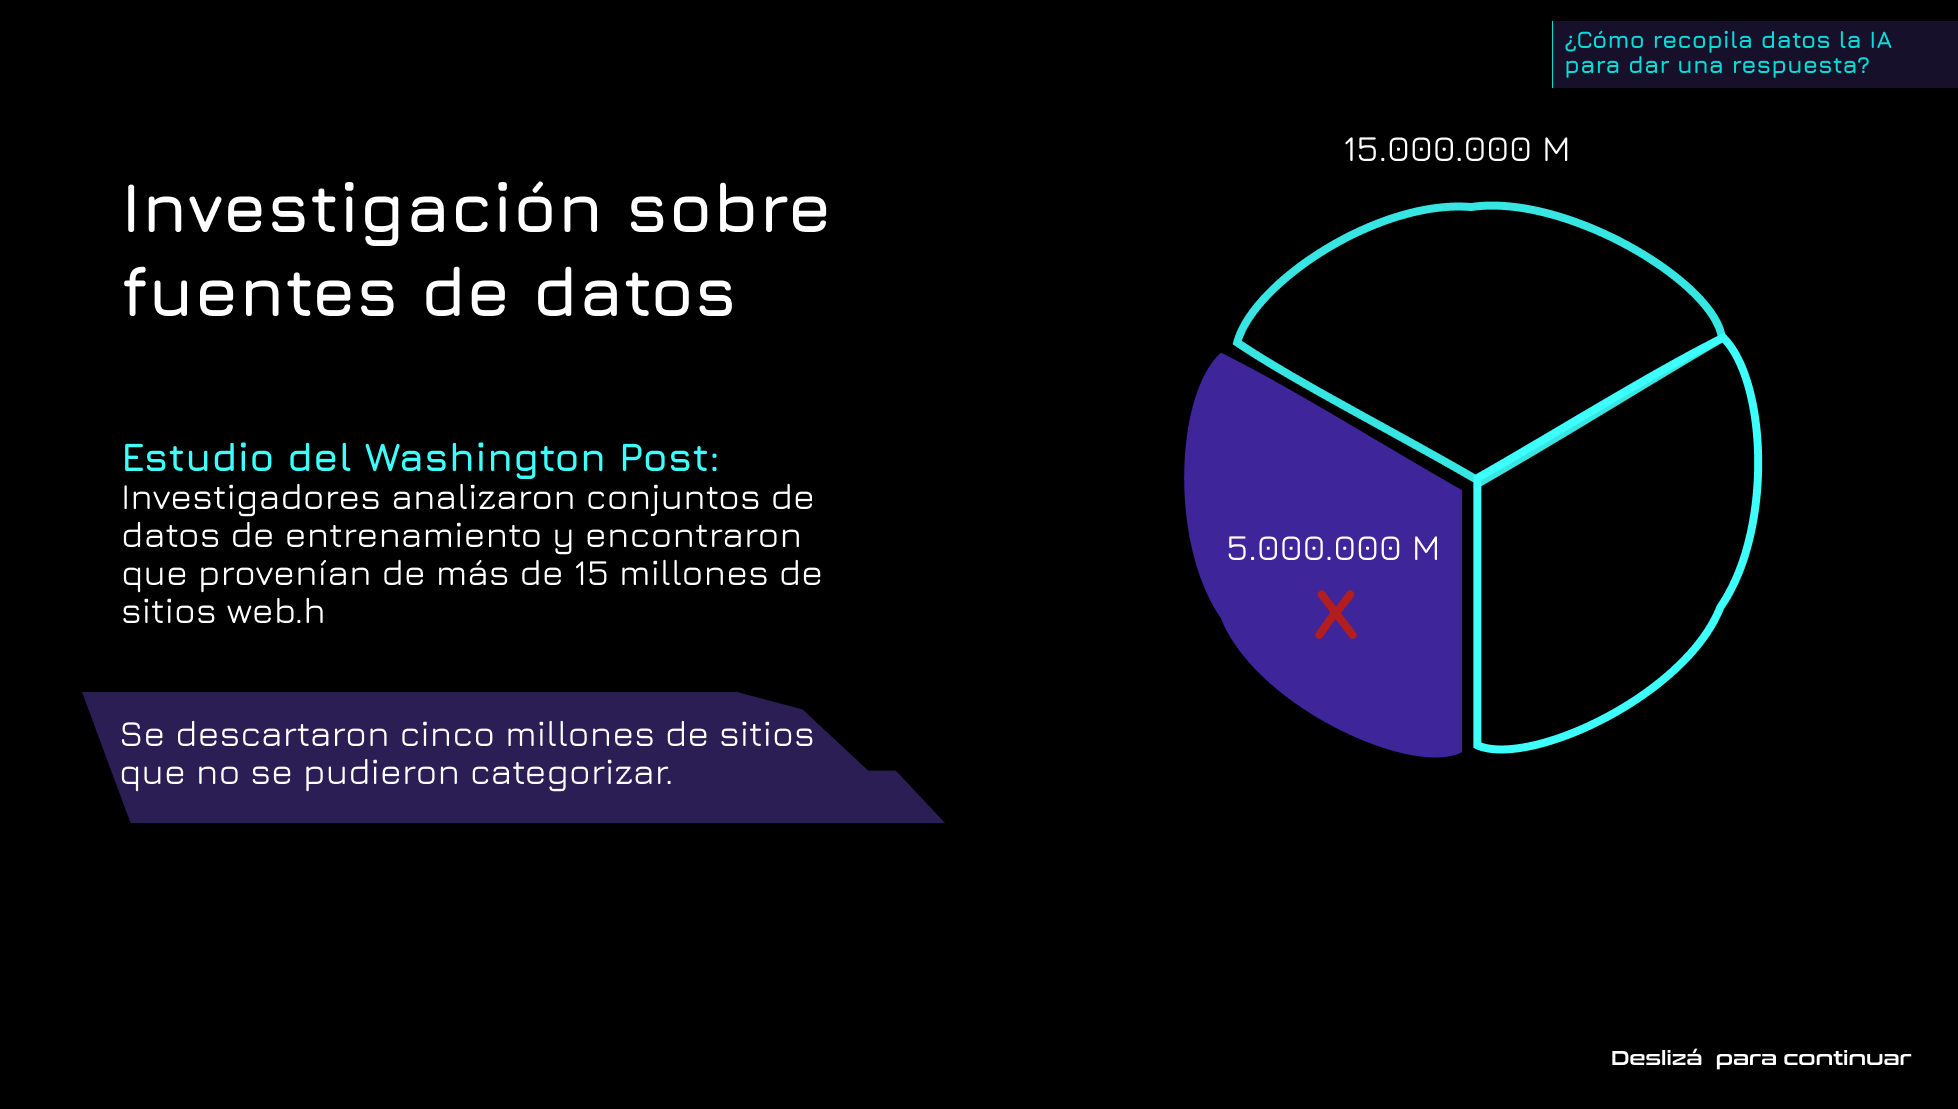 ¿Cómo recopila datos la IA
para dar una respuesta?
Investigación sobre
fuentes de datos
Estudio del Washington Post:
Investigadores analizaron conjuntos de
datos de entrenamiento y encontraron
que provenían de más de 15 millones de
sitios web.h
Se descartaron cinco millones de sitios
que no se pudieron categorizar.
15.000.000 M
5.000.000 M
Deslizá para continuar